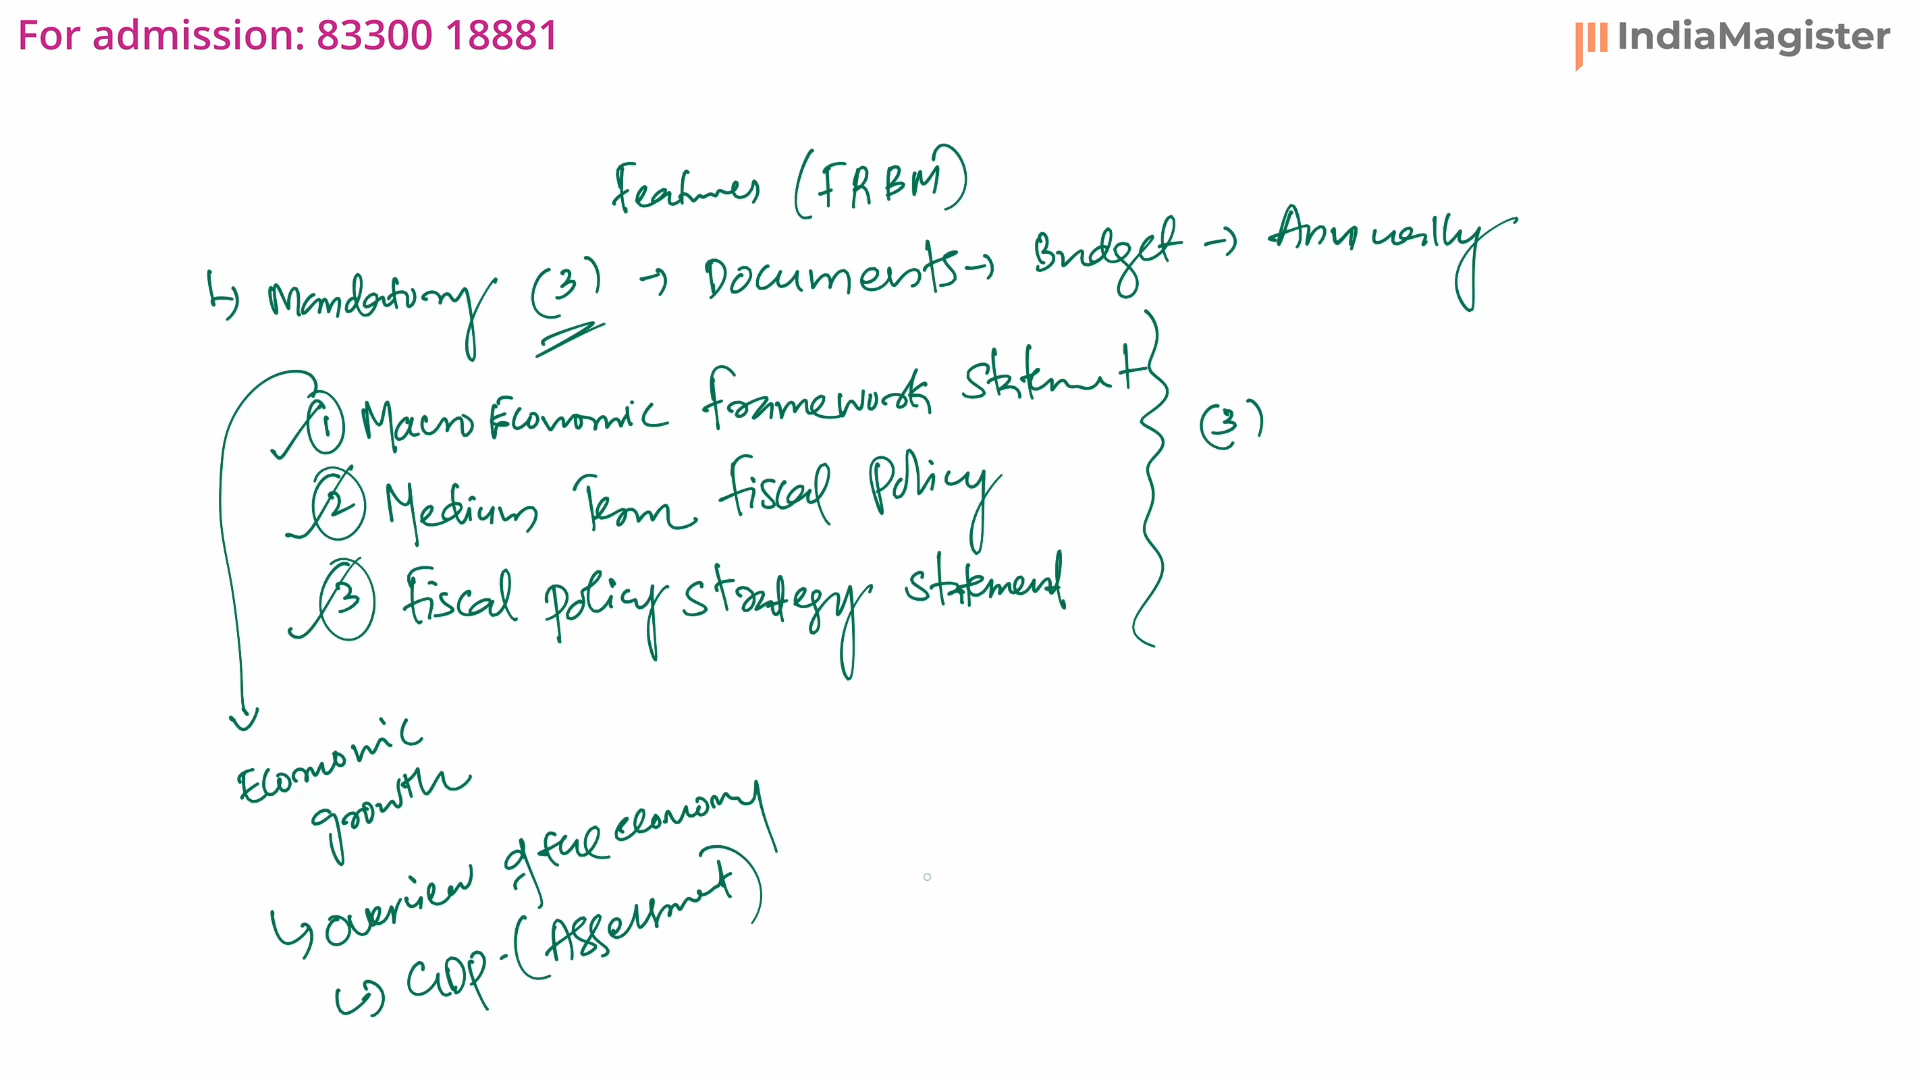 For admission: 83300 18881
IndiaMagister
Features (FRBM)
↳ Mandatory (3) → Documents → Budget → Annually
① Macro Economic framework statement
② Medium Term fiscal policy
③ fiscal policy strategy statement
(3)
Economic
growth
↳ overview of the economy
↳ GDP - (Assessment)